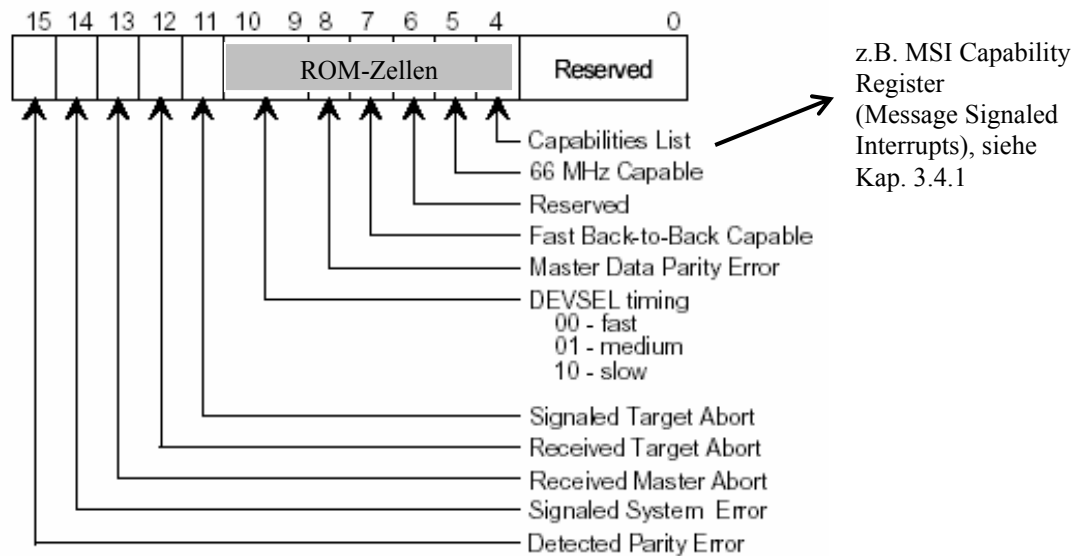 15 14 13 12 11 10 9 8 7 6 5 4 0
ROM-Zellen
Reserved
z.B. MSI Capability
Register
(Message Signaled
Interrupts), siehe
Kap. 3.4.1
Capabilities List
66 MHz Capable
Reserved
Fast Back-to-Back Capable
Master Data Parity Error
DEVSEL timing
00 - fast
01 - medium
10 - slow
Signaled Target Abort
Received Target Abort
Received Master Abort
Signaled System Error
Detected Parity Error